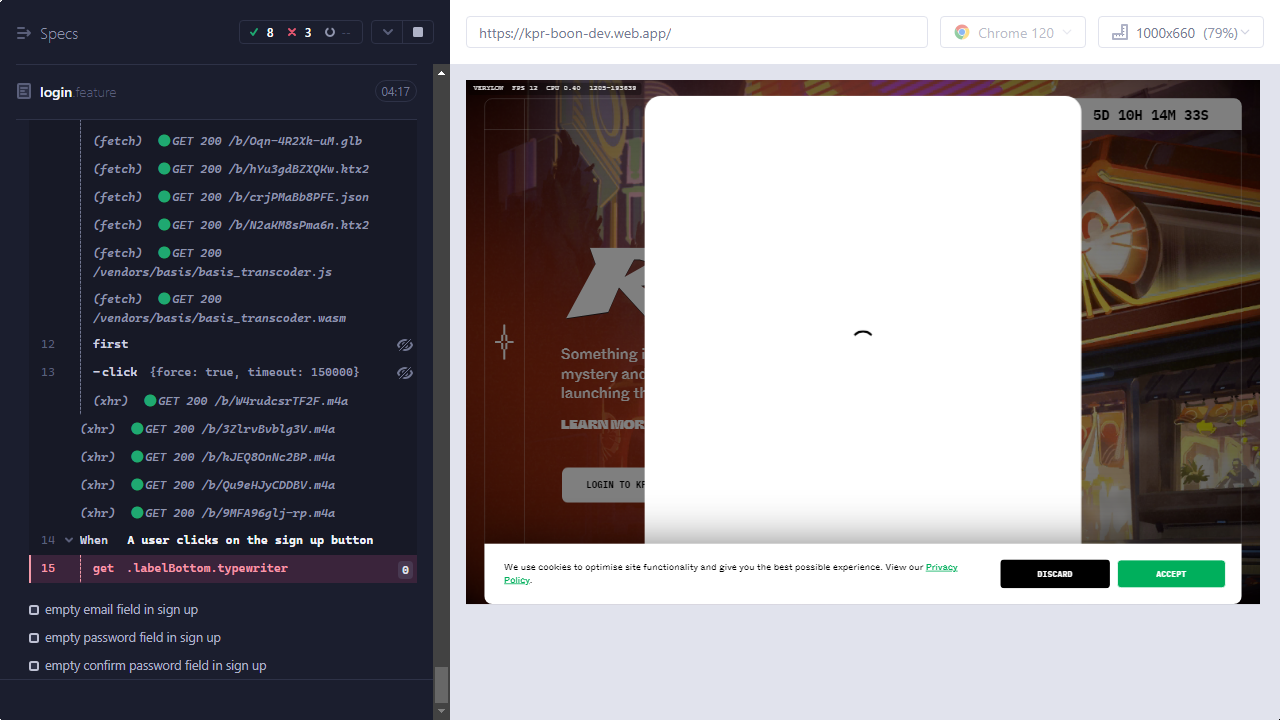 Specs
8 3 --
login feature
04:17
(fetch) GET 200 /b/Oqn-4R2Xk-uM.glb
(fetch) GET 200 /b/hYu3gdBZXQKw.ktx2
(fetch) GET 200 /b/crjPMaBb8PFE.json
(fetch) GET 200 /b/N2aKM8sPma6n.ktx2
(fetch) GET 200
/vendors/basis/basis_transcoder.js
(fetch) GET 200
/vendors/basis/basis_transcoder.wasm
12 first
13 -click {force: true, timeout: 150000}
(xhr) GET 200 /b/W4rudcsrTF2F.m4a
(xhr) GET 200 /b/3ZlrvBvblg3V.m4a
(xhr) GET 200 /b/kJEQ8OnNc2BP.m4a
(xhr) GET 200 /b/Qu9eHJyCDDBV.m4a
(xhr) GET 200 /b/9MFA96glj-rp.m4a
14 When A user clicks on the sign up button
15 get .labelBottom.typewriter 0
empty email field in sign up
empty password field in sign up
empty confirm password field in sign up
https://kpr-boon-dev.web.app/
Chrome 120
1000x660 (79%)
VERYLOW FPS 12 CPU 0.40 1205-193839
5D 10H 14M 33S
Something i
mystery and
launching th
LEARN MOR
LOGIN TO KP
We use cookies to optimise site functionality and give you the best possible experience. View our Privacy
Policy.
DISCARD
ACCEPT